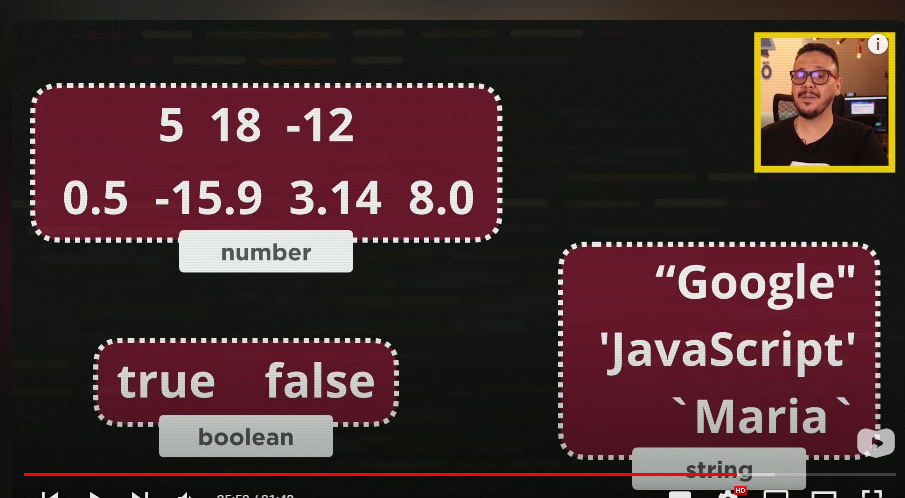 5 18 -12
0.5 -15.9 3.14 8.0
number
“Google"
'JavaScript'
`Maria`
true false
boolean
string
HD